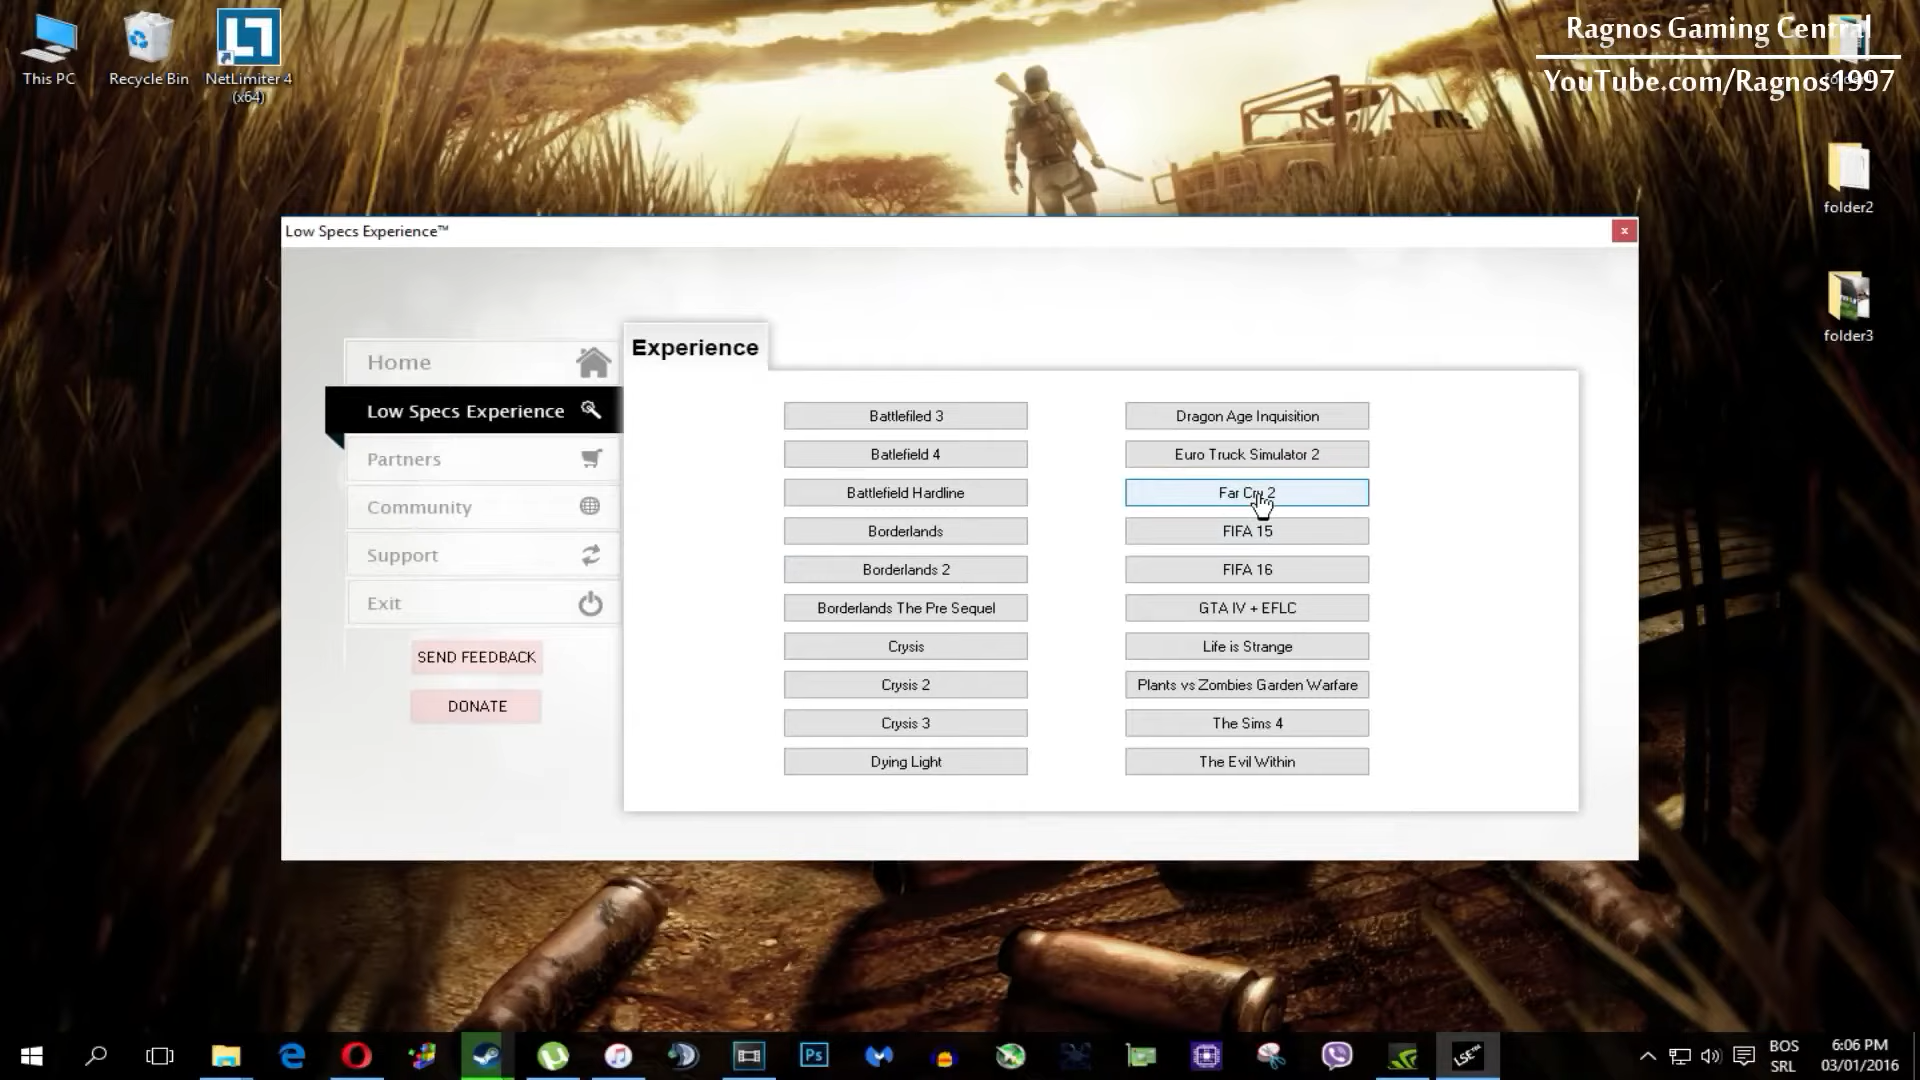 This PC
Recycle Bin
NetLimiter 4
(x64)
Ragnos Gaming Central
YouTube.com/Ragnos1997
folder2
folder3
Low Specs Experience™
x
Home
Low Specs Experience
Partners
Community
Support
Exit
SEND FEEDBACK
DONATE
Experience
Battlefiled 3
Batlefield 4
Battlefield Hardline
Borderlands
Borderlands 2
Borderlands The Pre Sequel
Crysis
Crysis 2
Crysis 3
Dying Light
Dragon Age Inquisition
Euro Truck Simulator 2
Far Cry 2
FIFA 15
FIFA 16
GTA IV + EFLC
Life is Strange
Plants vs Zombies Garden Warfare
The Sims 4
The Evil Within
Ps
LSE™
BOS
SRL
6:06 PM
03/01/2016